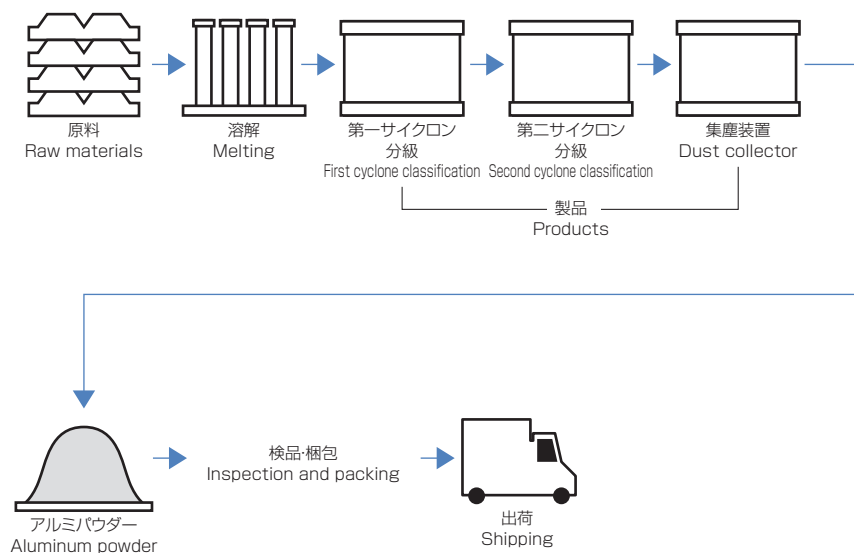 原料
Raw materials
溶解
Melting
第一サイクロン
分級
First cyclone classification
第二サイクロン
分級
Second cyclone classification
集塵装置
Dust collector
製品
Products
アルミパウダー
Aluminum powder
検品・梱包
Inspection and packing
出荷
Shipping